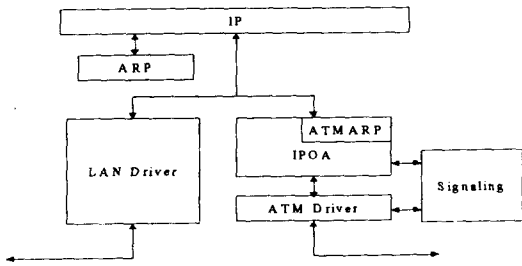 IP
ARP
ATMARP
LAN Driver
IPOA
Signaling
ATM Driver